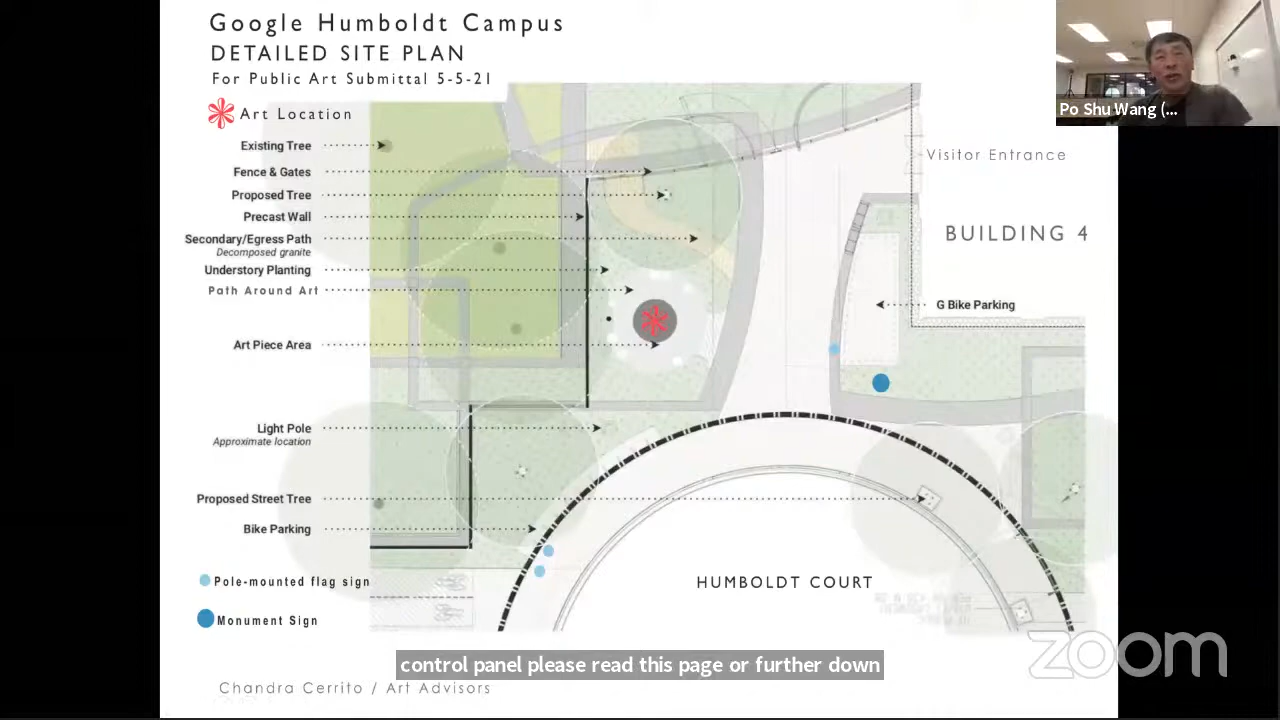 Google Humboldt Campus
DETAILED SITE PLAN
For Public Art Submittal 5-5-21
Art Location
Existing Tree
Fence & Gates
Proposed Tree
Precast Wall
Secondary/Egress Path
Decomposed granite
Understory Planting
Path Around Art
Art Piece Area
Light Pole
Approximate location
Proposed Street Tree
Bike Parking
Pole-mounted flag sign
Monument Sign
Visitor Entrance
BUILDING 4
G Bike Parking
HUMBOLDT COURT
Po Shu Wang (...
control panel please read this page or further down
zoom
Chandra Cerrito / Art Advisors